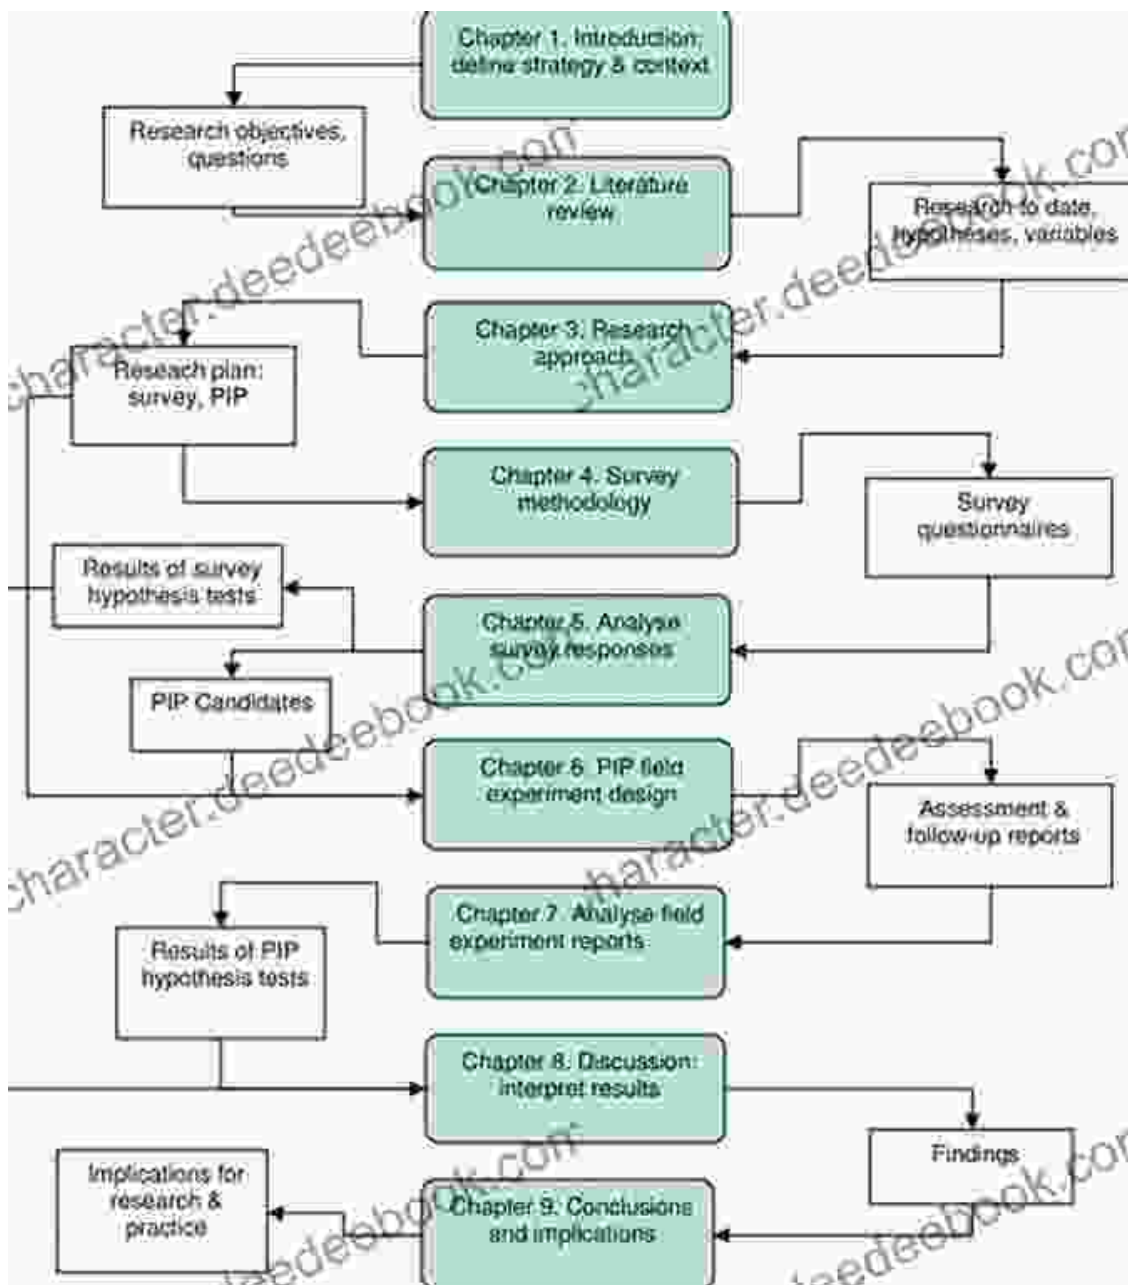 Chapter 1. Introduction:
define strategy & context
Research objectives,
questions
Chapter 2. Literature
review
Research to date,
hypotheses, variables
Chapter 3. Research
approach
Reseach plan:
survey, PIP
Chapter 4. Survey
methodology
Survey
questionnaires
Results of survey
hypothesis tests
Chapter 5. Analyse
survey responses
PIP Candidates
Chapter 6. PIP field
experiment design
Assessment &
follow-up reports
Chapter 7. Analyse field
experiment reports
Results of PIP
hypothesis tests
Chapter 8. Discussion:
interpret results
Findings
Implications for
research &
practice
Chapter 9. Conclusions
and implications
character.deedeebook.com
character.deedeebook.com
character.deedeebook.com
character.deedeebook.com
deedeebook.com
deedeebook.com